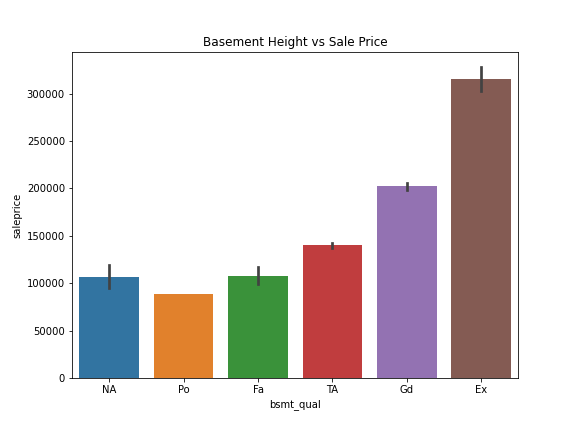 Basement Height vs Sale Price
300000
250000
200000
150000
100000
50000
0
saleprice
NA Po Fa TA Gd Ex
bsmt_qual